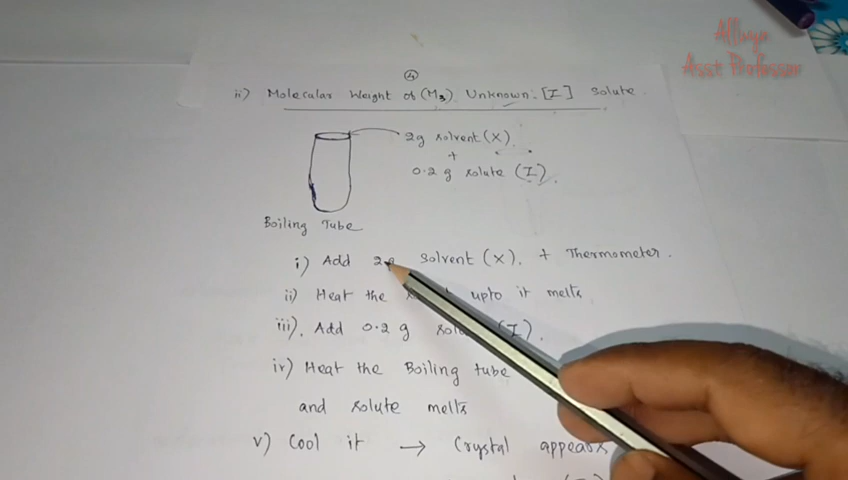 Alluya
Asst Professor
(4)
ii) Molecular Weight of (M3) Unknown [I] solute.
2g solvent (X).
+
0.2 g solute (I).
Boiling Tube
i) Add 2g solvent (X). + Thermometer.
ii) Heat the upto it melts
iii). Add 0.2 g (I).
iv) Heat the Boiling tube
and solute melts
v) Cool it → Crystal appears